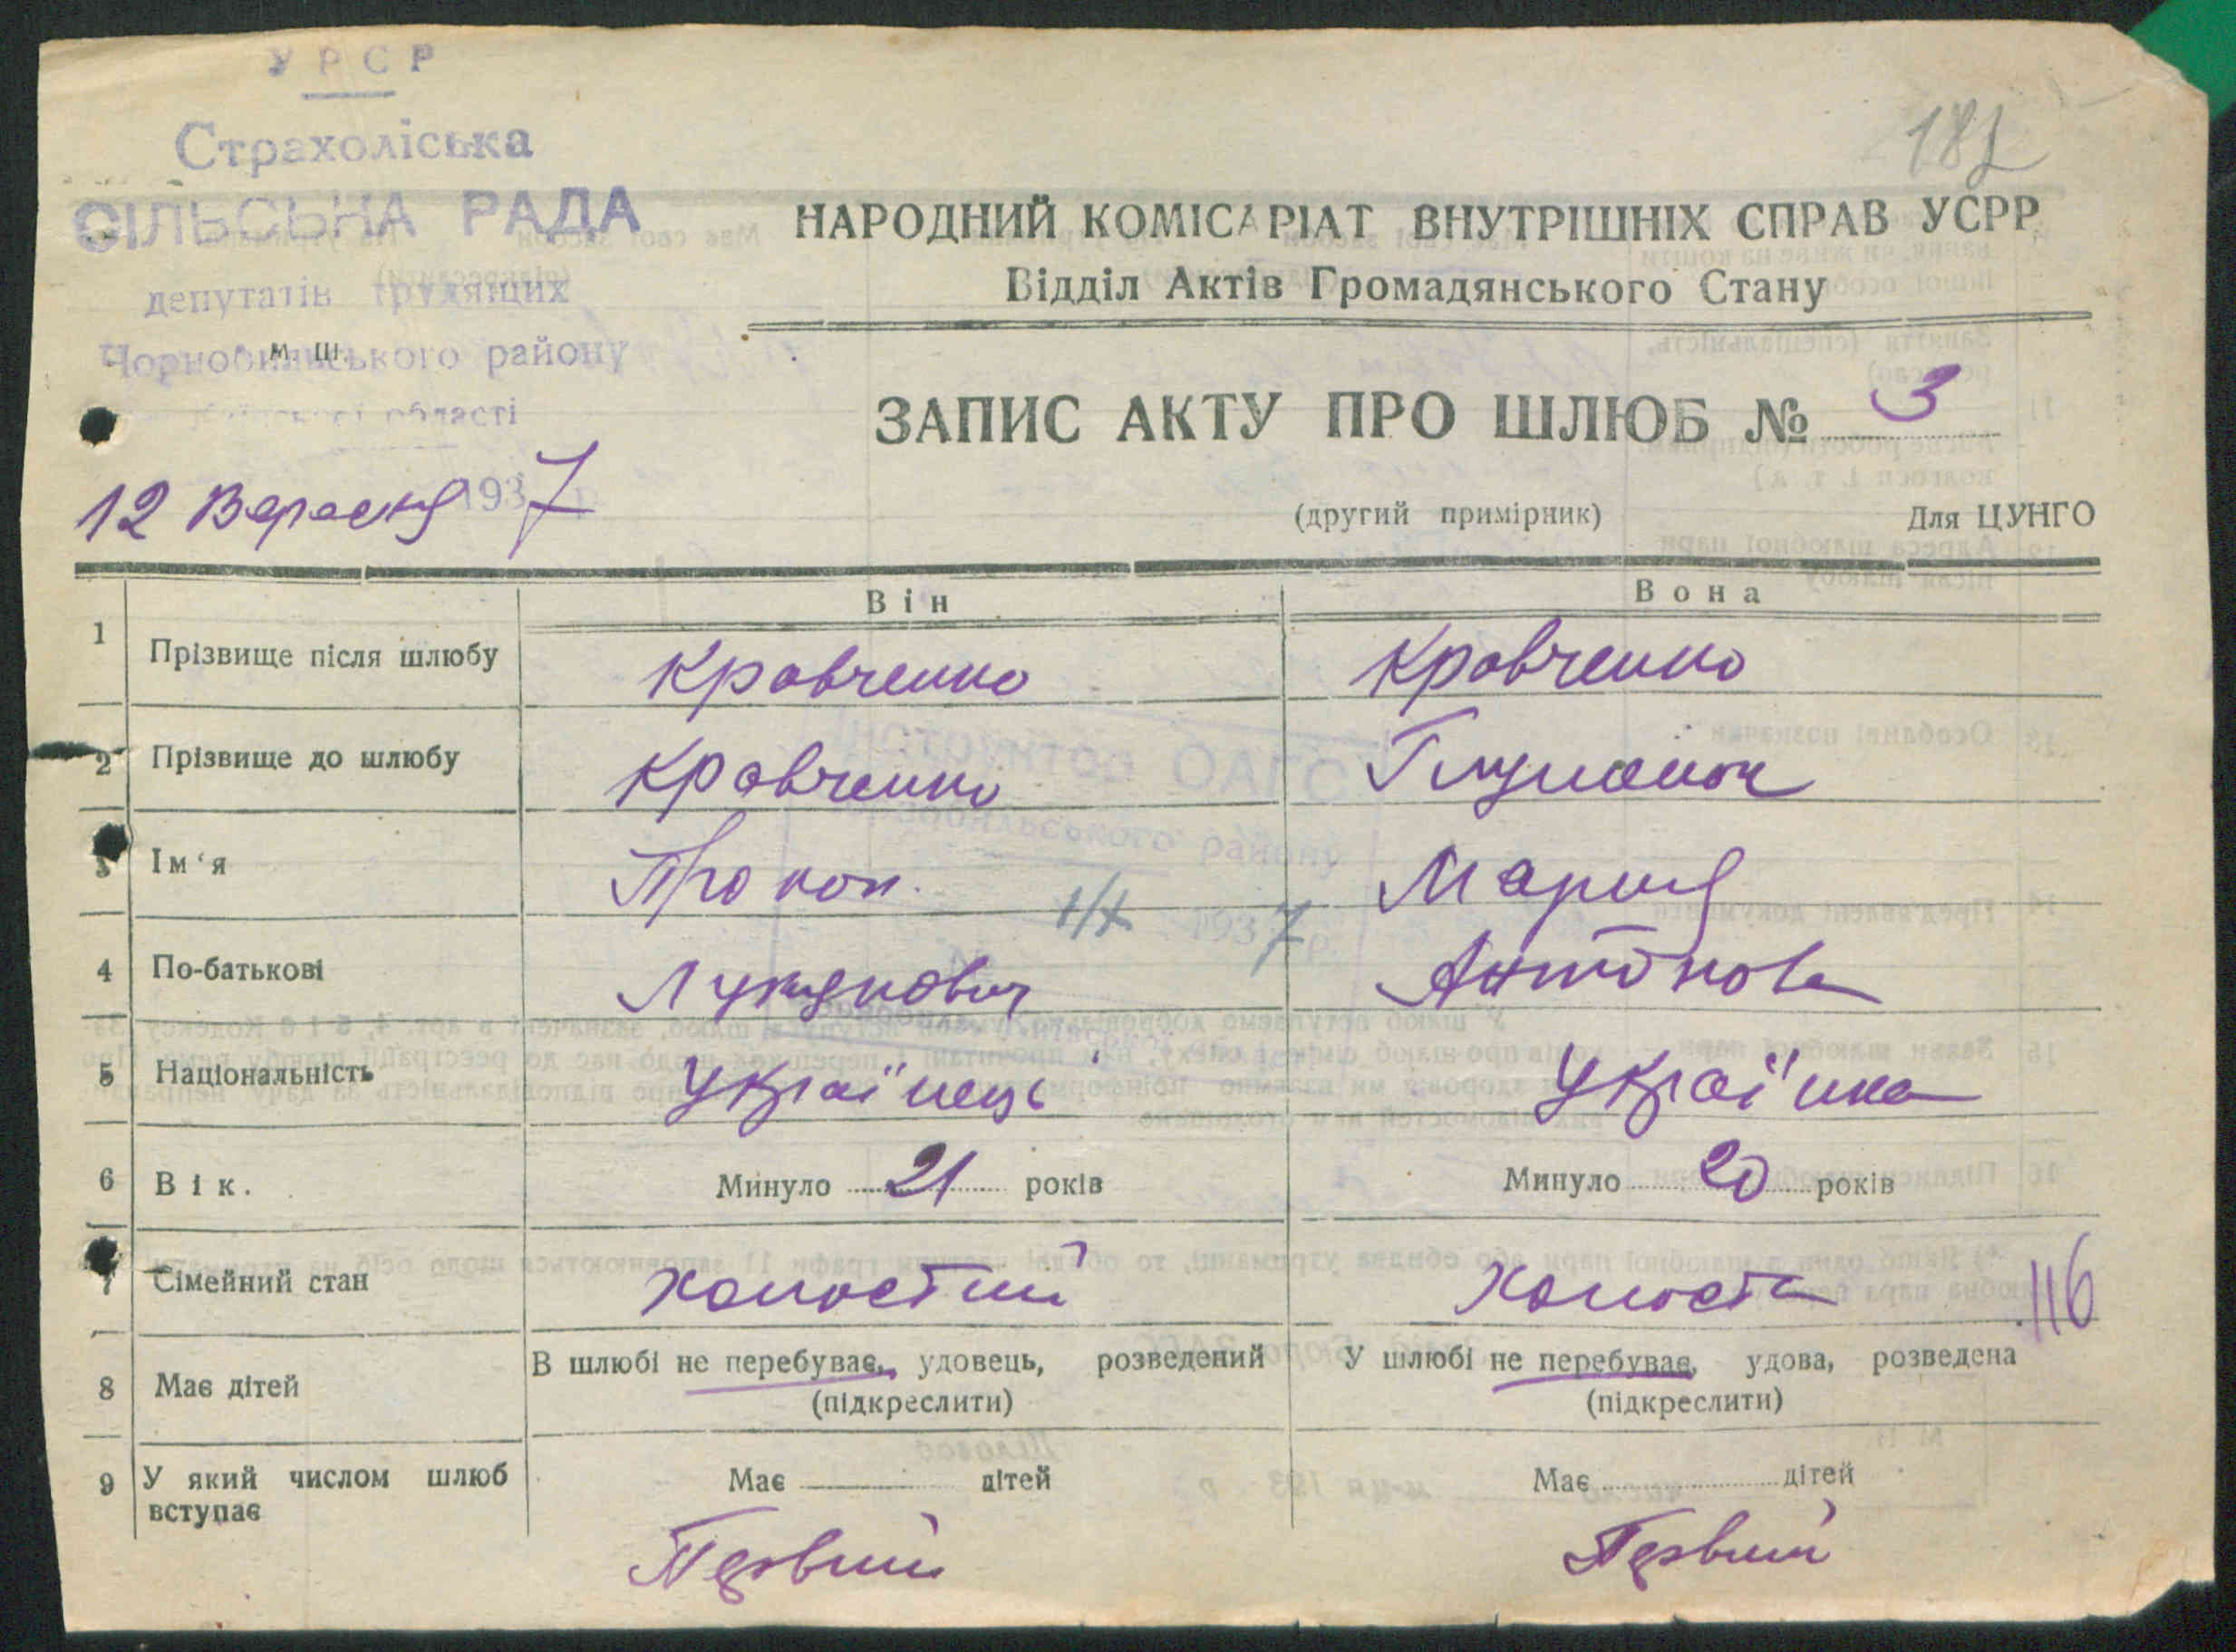 УРСР
181
Страхоліська
СІЛЬСЬКА РАДА
депутатів трудящих
Чорнобильського району
Київської області
м. ш.
НАРОДНИЙ КОМІСАРІАТ ВНУТРІШНІХ СПРАВ УСРР
Відділ Актів Громадянського Стану
ЗАПИС АКТУ ПРО ШЛЮБ № 3
12 Вересня 1937 р.
(другий примірник) Для ЦУНГО
Він Вона
1 Прізвище після шлюбу Кравченко Кравченко
2 Прізвище до шлюбу Кравченко
3 Ім'я Прокоп Мария
4 По-батькові Лукянович Антонов
5 Національність Українець Українка
6 Вік. Минуло 21 років Минуло 20 років
7 Сімейний стан холостий холоста
116
8 Має дітей В шлюбі не перебуває, удовець, розведений У шлюбі не перебуває, удова, розведена
(підкреслити) (підкреслити)
9 У який числом шлюб вступає Має дітей Має дітей
Первий Первий